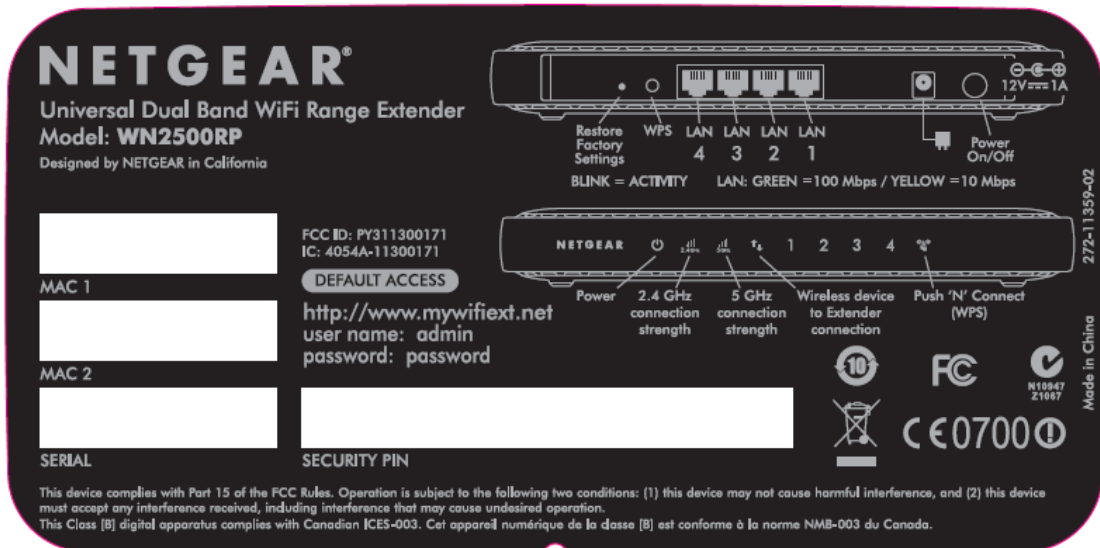 NETGEAR®
Universal Dual Band WiFi Range Extender
Model: WN2500RP
Designed by NETGEAR in California
Restore
Factory
Settings
WPS
LAN
4
LAN
3
LAN
2
LAN
1
12V 1A
Power
On/Off
BLINK = ACTIVITY LAN: GREEN =100 Mbps / YELLOW =10 Mbps
NETGEAR 2.4GHz 5GHz 1 2 3 4
Power
2.4 GHz
connection
strength
5 GHz
connection
strength
Wireless device
to Extender
connection
Push 'N' Connect
(WPS)
272-11359-02
Made in China
MAC 1
MAC 2
SERIAL
FCC ID: PY311300171
IC: 4054A-11300171
DEFAULT ACCESS
http://www.mywifiext.net
user name: admin
password: password
SECURITY PIN
10
FC
N10947
Z1067
CE0700
This device complies with Part 15 of the FCC Rules. Operation is subject to the following two conditions: (1) this device may not cause harmful interference, and (2) this device
must accept any interference received, including interference that may cause undesired operation.
This Class [B] digital apparatus complies with Canadian ICES-003. Cet appareil numérique de la classe [B] est conforme à la norme NMB-003 du Canada.